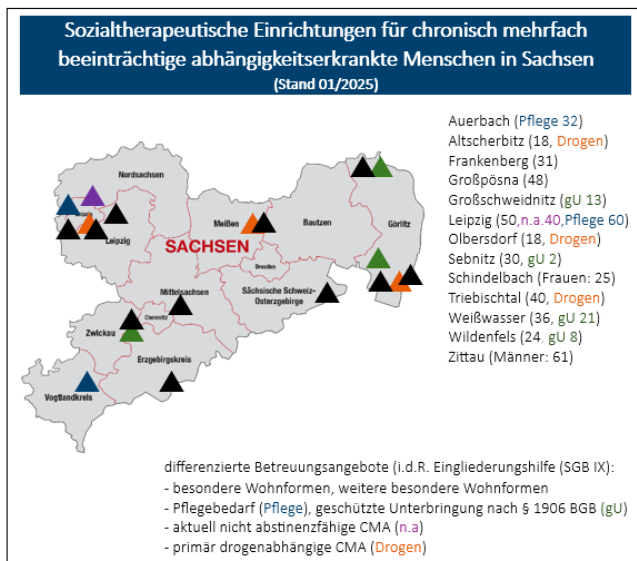 Sozialtherapeutische Einrichtungen für chronisch mehrfach
beeinträchtige abhängigkeitserkrankte Menschen in Sachsen
(Stand 01/2025)
Auerbach (Pflege 32)
Altscherbitz (18, Drogen)
Frankenberg (31)
Großpösna (48)
Großschweidnitz (gU 13)
Leipzig (50,n.a.40,Pflege 60)
Olbersdorf (18, Drogen)
Sebnitz (30, gU 2)
Schindelbach (Frauen: 25)
Triebischtal (40, Drogen)
Weißwasser (36, gU 21)
Wildenfels (24, gU 8)
Zittau (Männer: 61)
Nordsachsen
Leipzig
Meißen
Bautzen
Görlitz
SACHSEN
Dresden
Mittelsachsen
Sächsische Schweiz-
Osterzgebirge
Chemnitz
Zwickau
Erzgebirgskreis
Vogtlandkreis
differenzierte Betreuungsangebote (i.d.R. Eingliederungshilfe (SGB IX):
- besondere Wohnformen, weitere besondere Wohnformen
- Pflegebedarf (Pflege), geschützte Unterbringung nach § 1906 BGB (gU)
- aktuell nicht abstinenzfähige CMA (n.a)
- primär drogenabhängige CMA (Drogen)